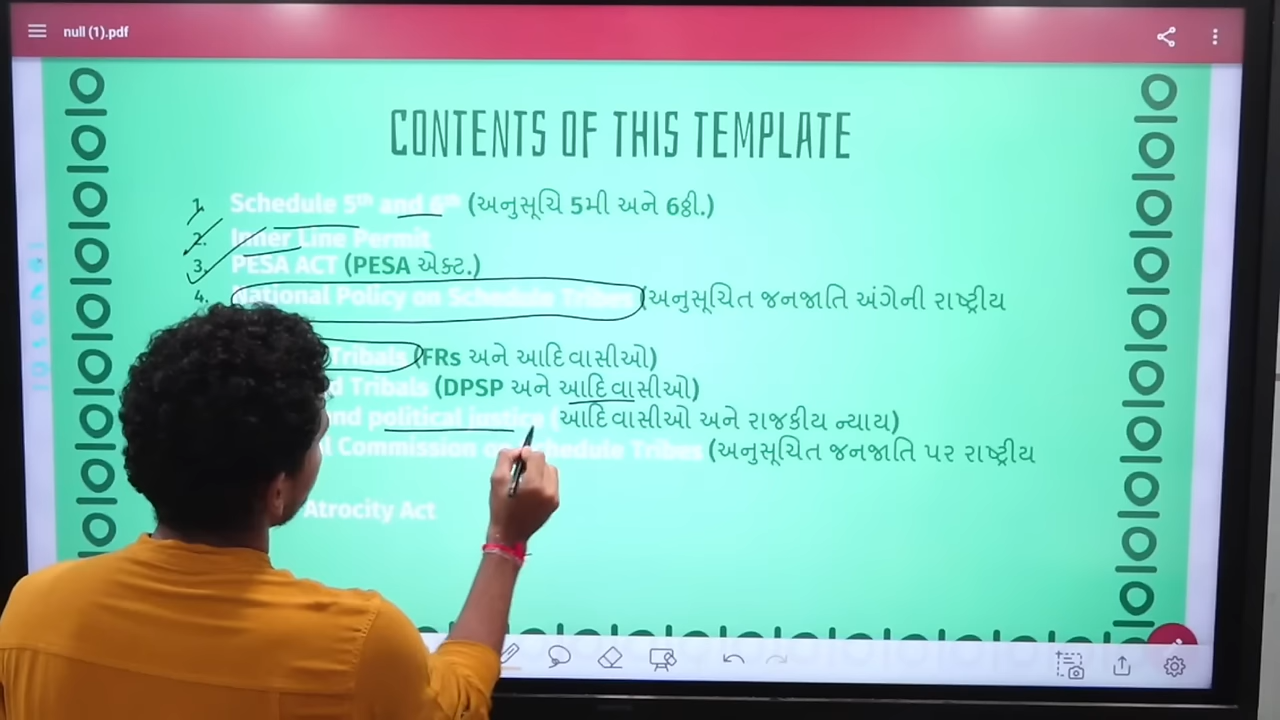 null (1).pdf
CONTENTS OF THIS TEMPLATE
1. Schedule 5th and 6th (અનુસૂચિ 5મી અને 6ઠ્ઠી.)
2. Inner Line Permit
3. PESA ACT (PESA એક્ટ.)
4. National Policy on Schedule Tribes (અનુસૂચિત જનજાતિ અંગેની રાષ્ટ્રીય
Tribals (FRs અને આદિવાસીઓ)
Tribals (DPSP અને આદિવાસીઓ)
and political justice (આદિવાસીઓ અને રાજકીય ન્યાય)
Commission on Schedule Tribes (અનુસૂચિત જનજાતિ પર રાષ્ટ્રીય
Atrocity Act